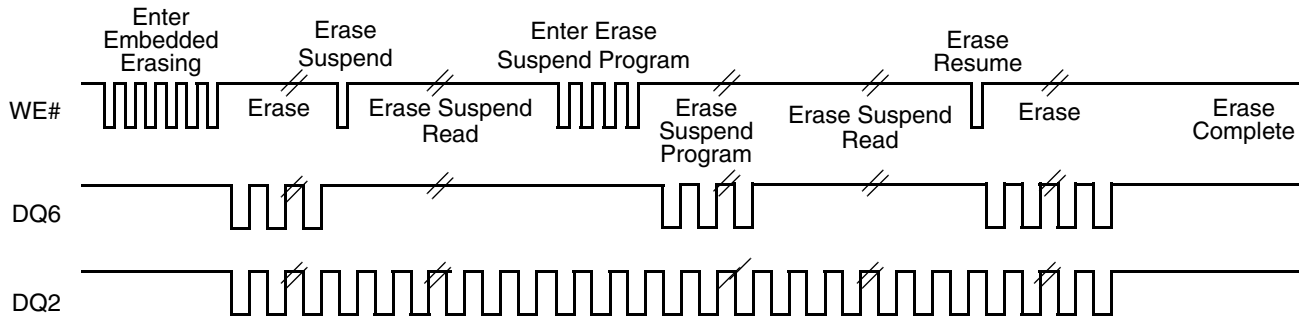 Enter
Embedded
Erasing
Erase
Suspend
Enter Erase
Suspend Program
Erase
Resume
WE#
Erase
Erase Suspend
Read
Erase
Suspend
Program
Erase Suspend
Read
Erase
Erase
Complete
DQ6
DQ2